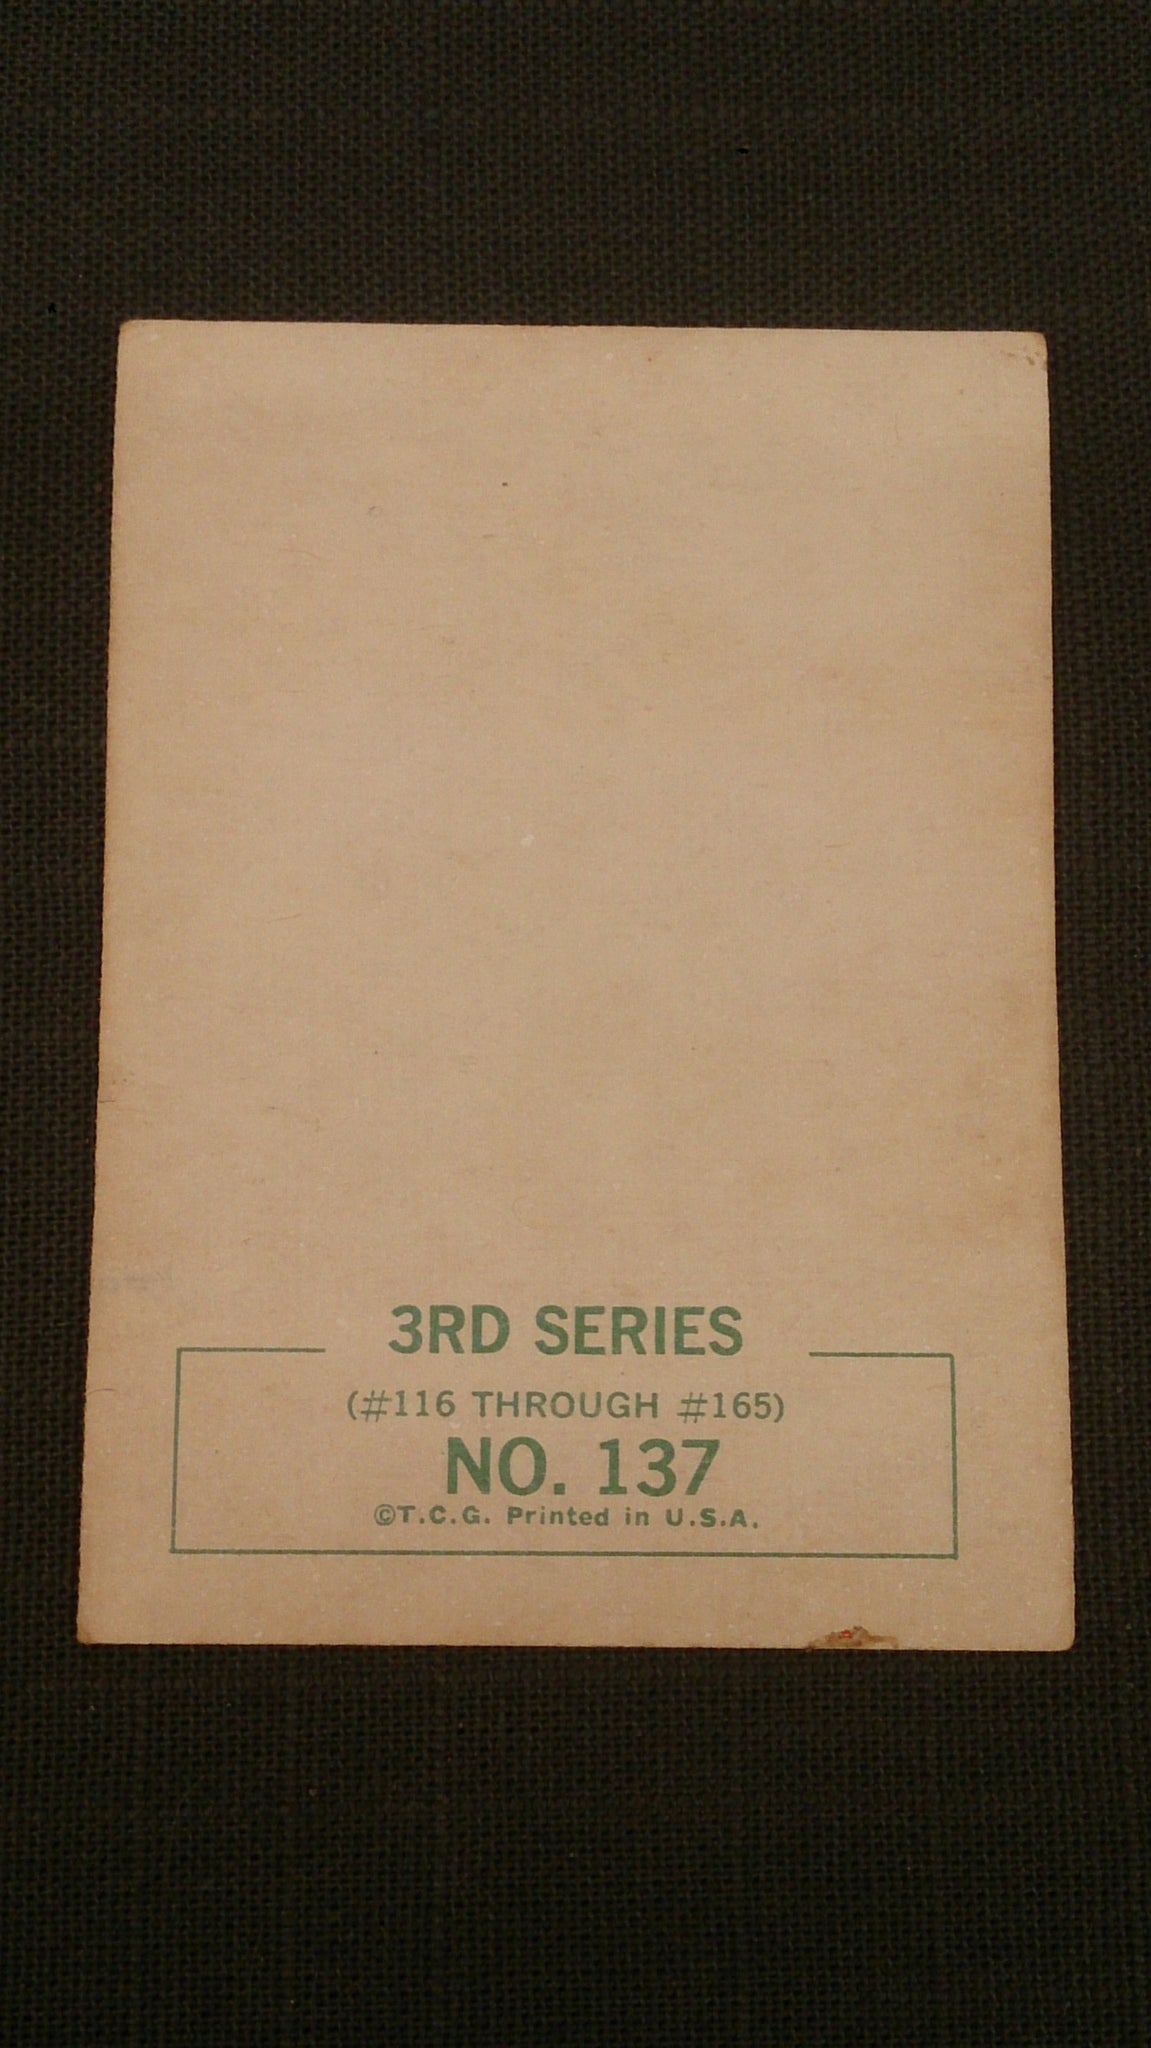 3RD SERIES
(#116 THROUGH #165)
NO. 137
©T.C.G. Printed in U.S.A.